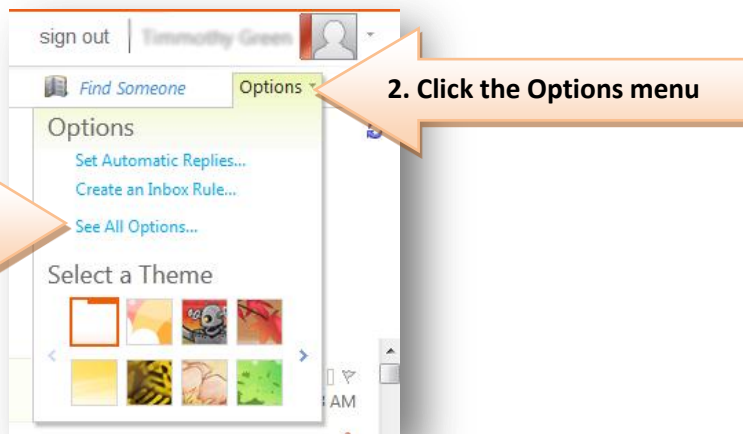 sign out
Find Someone
Options
2. Click the Options menu
Options
Set Automatic Replies...
Create an Inbox Rule...
See All Options...
Select a Theme
AM